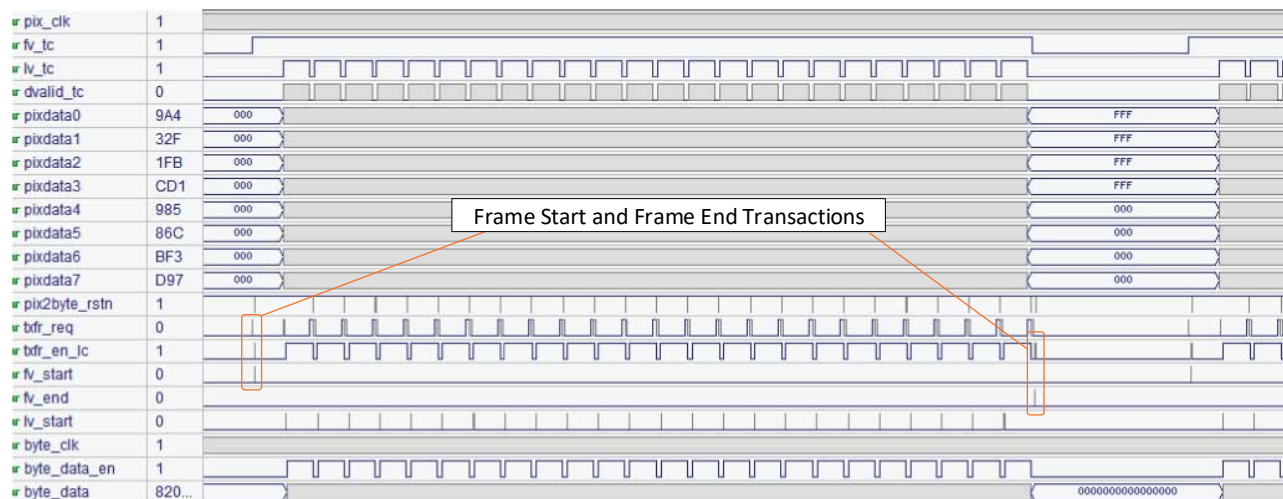 pix_clk 1
fv_tc 1
lv_tc 1
dvalid_tc 0
pixdata0 9A4 000 FFF
pixdata1 32F 000 FFF
pixdata2 1FB 000 FFF
pixdata3 CD1 000 FFF
pixdata4 985 000 000
Frame Start and Frame End Transactions
pixdata5 86C 000 000
pixdata6 BF3 000 000
pixdata7 D97 000 000
pix2byte_rstn 1
txfr_req 0
txfr_en_lc 1
fv_start 0
fv_end 0
lv_start 0
byte_clk 1
byte_data_en 1
byte_data 820... 0000000000000000